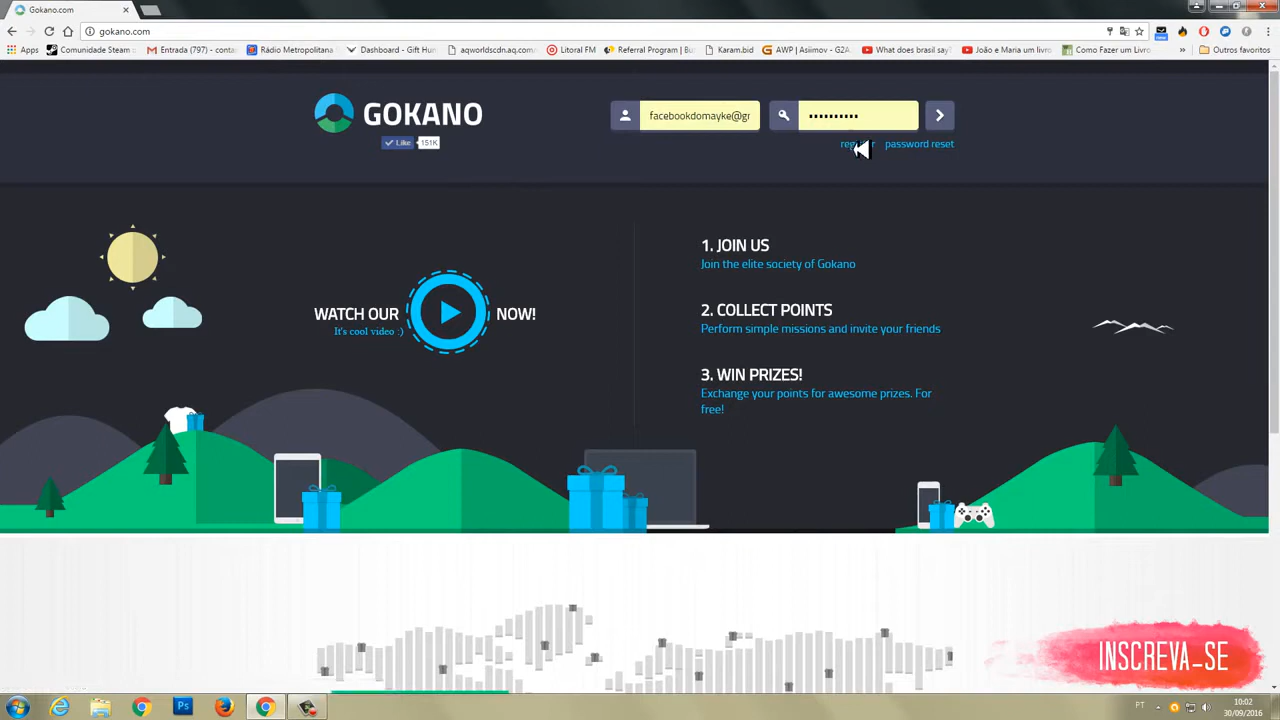 Gokano.com
gokano.com
Apps
Comunidade Steam
Entrada (797) - conta
Rádio Metropolitana
Dashboard - Gift Hun
aqworldscdn.aq.com/
Litoral FM
Referral Program | Bu
Karam.bid
AWP | Asiimov - G2A
What does brasil say?
João e Maria um livro
Como Fazer um Livro
»
Outros favoritos
new
GOKANO
Like 151K
facebookdomayke@gr
password reset
WATCH OUR
NOW!
It's cool video :)
1. JOIN US
Join the elite society of Gokano
2. COLLECT POINTS
Perform simple missions and invite your friends
3. WIN PRIZES!
Exchange your points for awesome prizes. For
free!
INSCREVA-SE
PT
10:02
30/09/2016